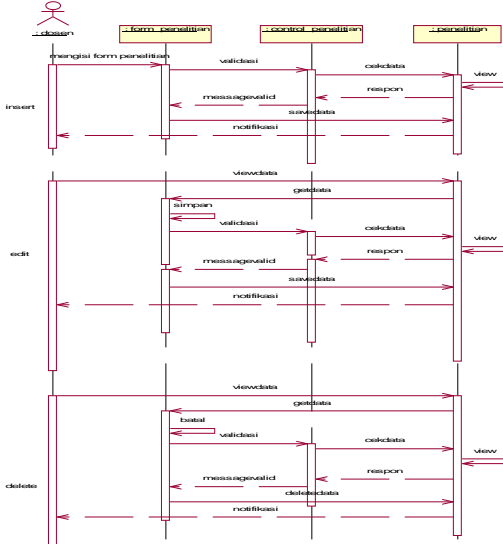 : dosen
: form_penelitian
: control_penelitian
: penelitian
mengisi form penelitian
validasi
cekdata
view
respon
messagevalid
insert
savedata
notifikasi
viewdata
getdata
simpan
validasi
cekdata
view
edit
respon
messagevalid
savedata
notifikasi
viewdata
getdata
batal
validasi
cekdata
view
respon
messagevalid
delete
deletedata
notifikasi